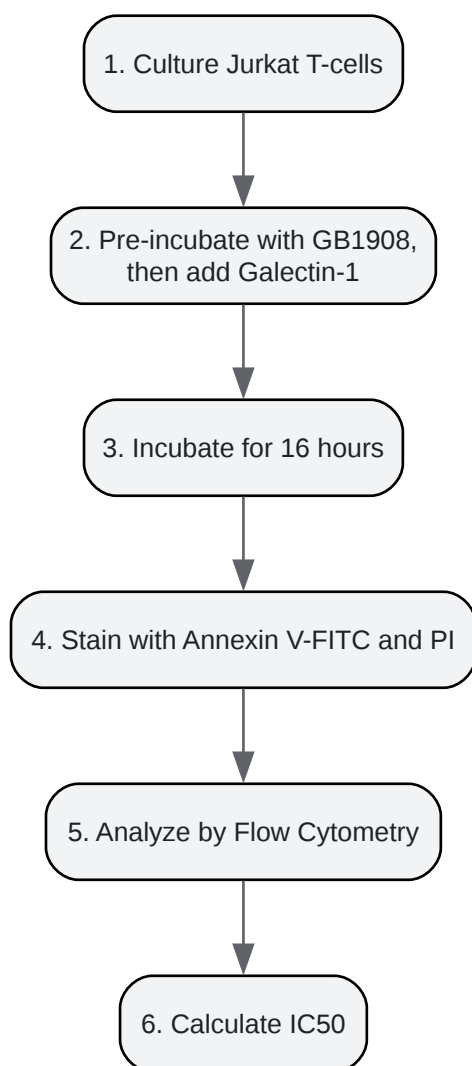 1. Culture Jurkat T-cells
2. Pre-incubate with GB1908,
then add Galectin-1
3. Incubate for 16 hours
4. Stain with Annexin V-FITC and PI
5. Analyze by Flow Cytometry
6. Calculate IC50